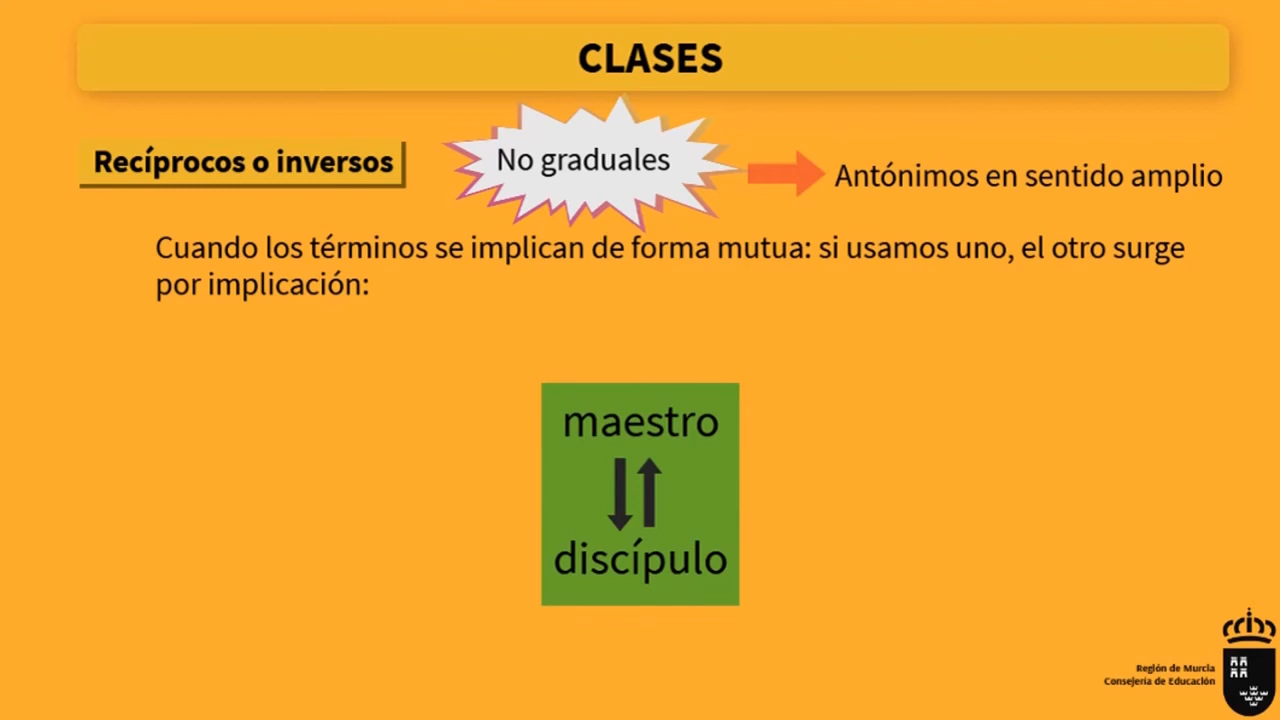 CLASES
Recíprocos o inversos
No graduales
Antónimos en sentido amplio
Cuando los términos se implican de forma mutua: si usamos uno, el otro surge
por implicación:
maestro
discípulo
Región de Murcia
Consejería de Educación